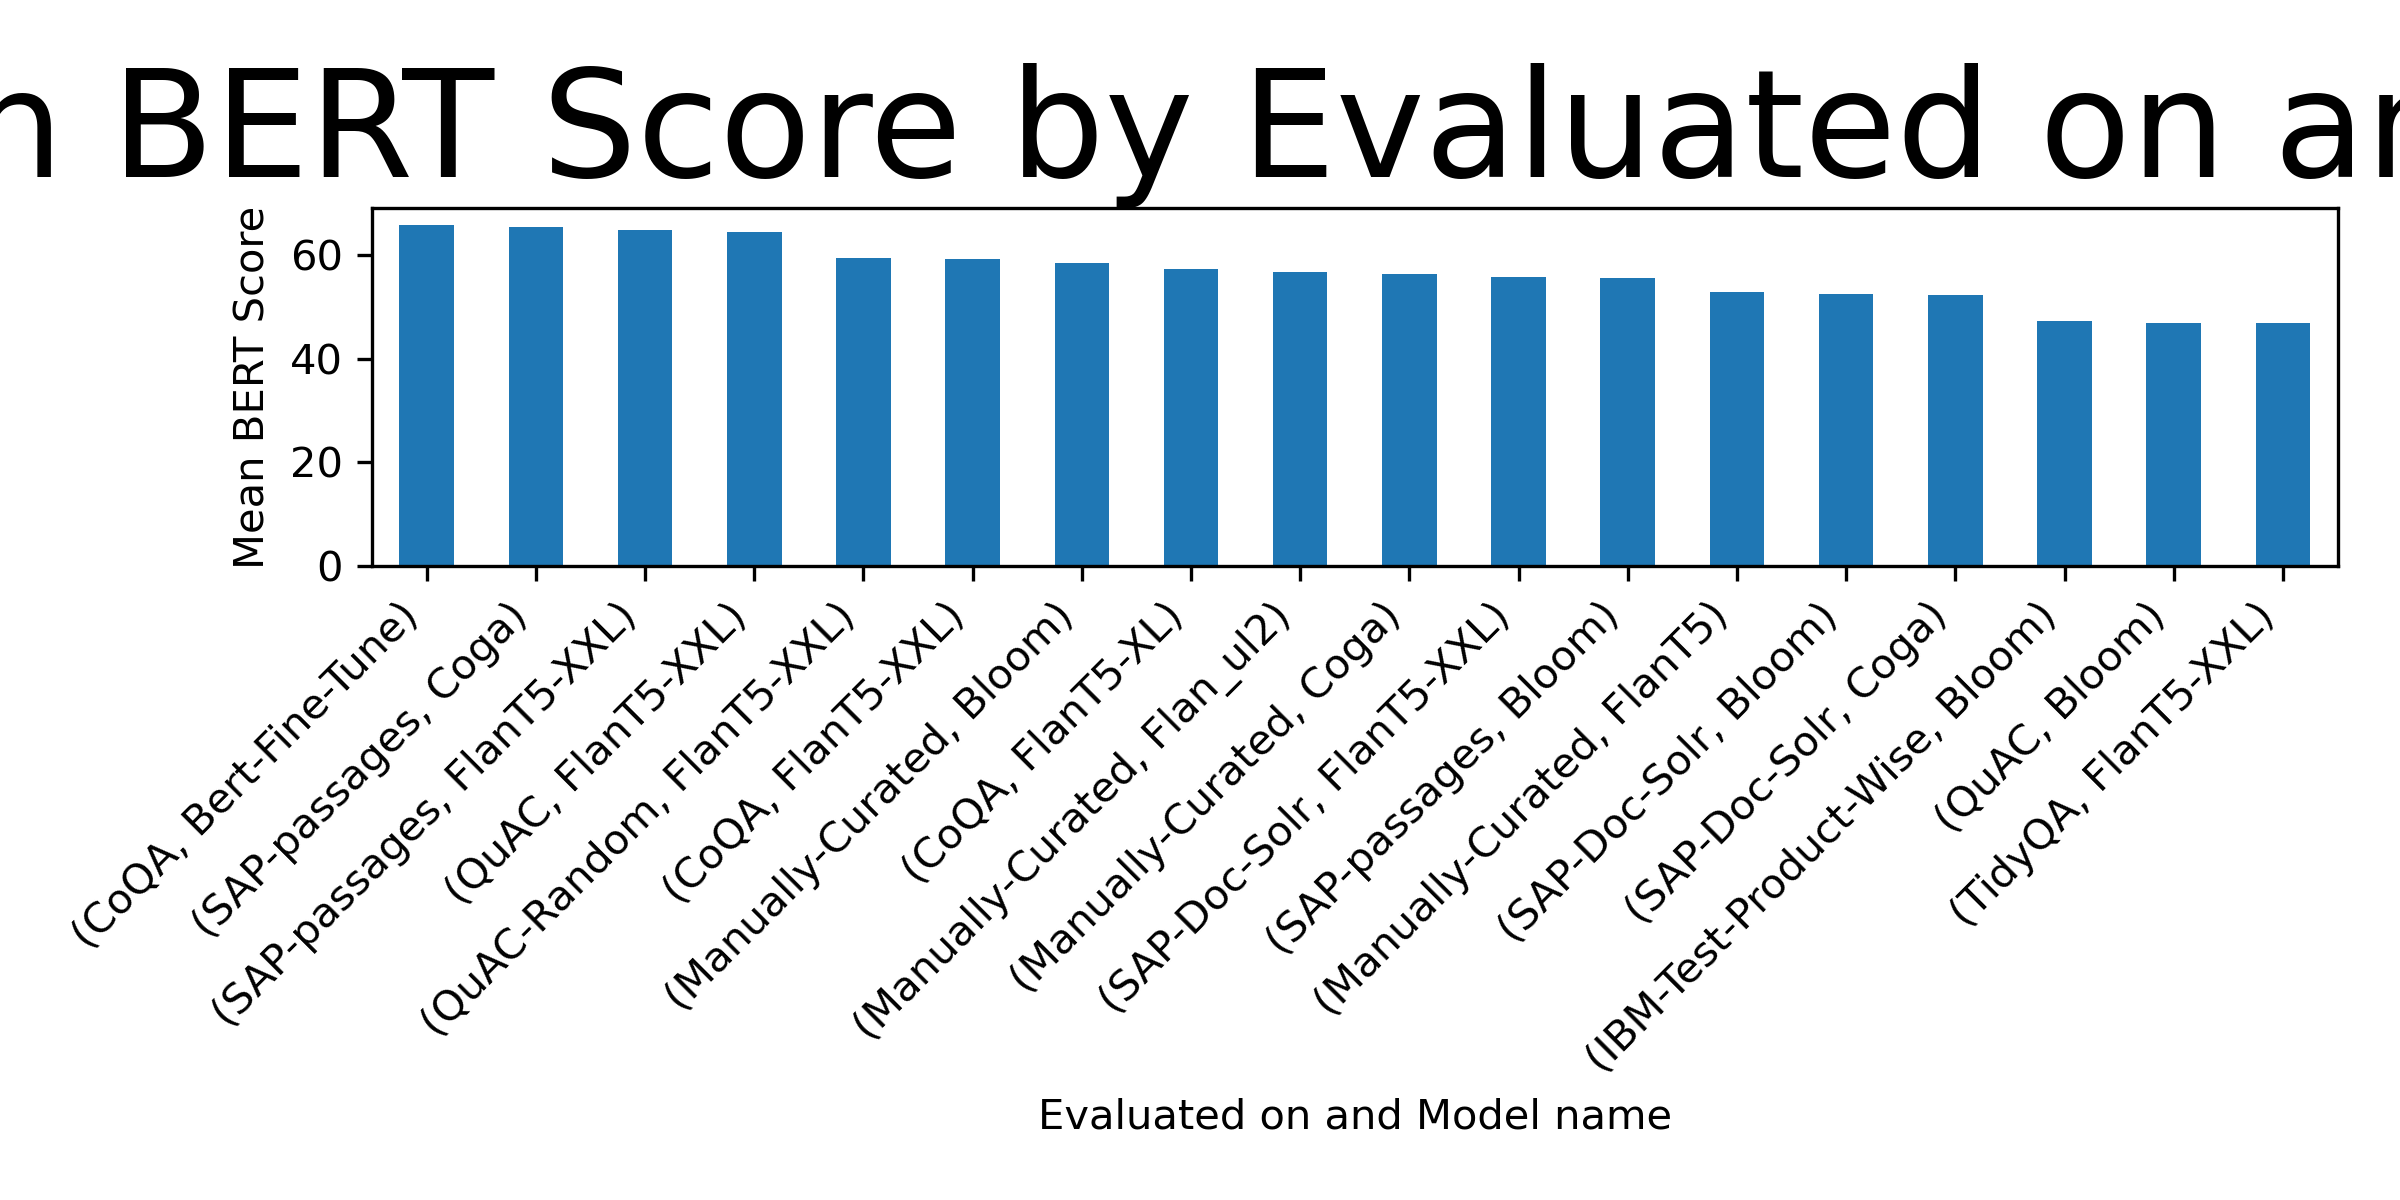 n BERT Score by Evaluated on an
Mean BERT Score
60
40
20
0
(CoQA, Bert-Fine-Tune)
(SAP-passages, Coga)
(SAP-passages, FlanT5-XXL)
(QuAC, FlanT5-XXL)
(QuAC-Random, FlanT5-XXL)
(CoQA, FlanT5-XXL)
(Manually-Curated, Bloom)
(CoQA, FlanT5-XL)
(Manually-Curated, Flan_ul2)
(Manually-Curated, Coga)
(SAP-Doc-Solr, FlanT5-XXL)
(SAP-passages, Bloom)
(Manually-Curated, FlanT5)
(SAP-Doc-Solr, Bloom)
(SAP-Doc-Solr, Coga)
(IBM-Test-Product-Wise, Bloom)
(QuAC, Bloom)
(TidyQA, FlanT5-XXL)
Evaluated on and Model name